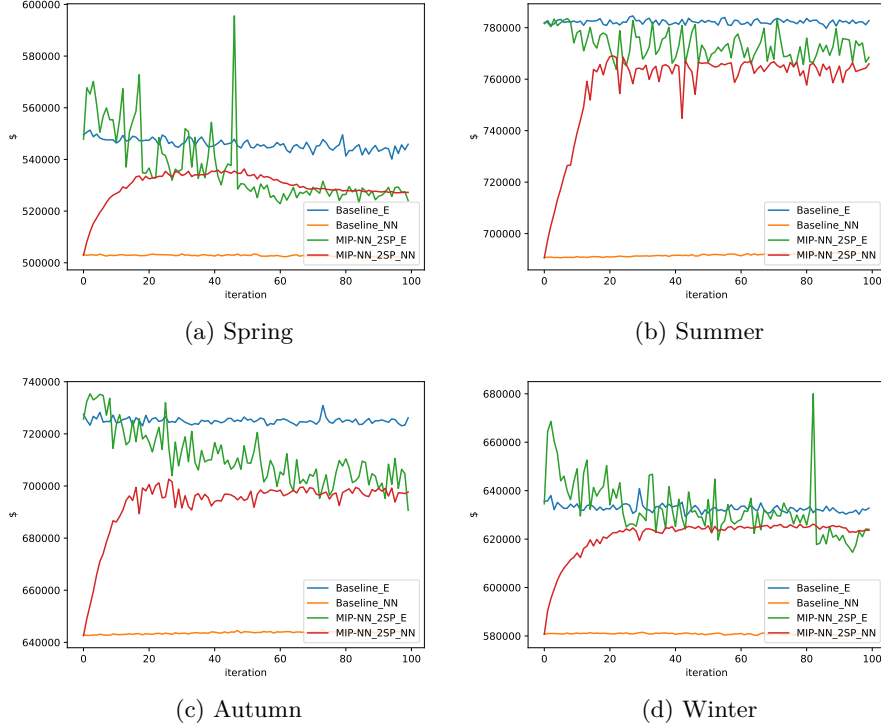 600000
580000
560000
540000
520000
500000
$
0 20 40 60 80 100
iteration
Baseline_E
Baseline_NN
MIP-NN_2SP_E
MIP-NN_2SP_NN
(a) Spring
780000
760000
740000
720000
700000
$
0 20 40 60 80 100
iteration
Baseline_E
Baseline_NN
MIP-NN_2SP_E
MIP-NN_2SP_NN
(b) Summer
740000
720000
700000
680000
660000
640000
$
0 20 40 60 80 100
iteration
Baseline_E
Baseline_NN
MIP-NN_2SP_E
MIP-NN_2SP_NN
(c) Autumn
680000
660000
640000
620000
600000
580000
$
0 20 40 60 80 100
iteration
Baseline_E
Baseline_NN
MIP-NN_2SP_E
MIP-NN_2SP_NN
(d) Winter